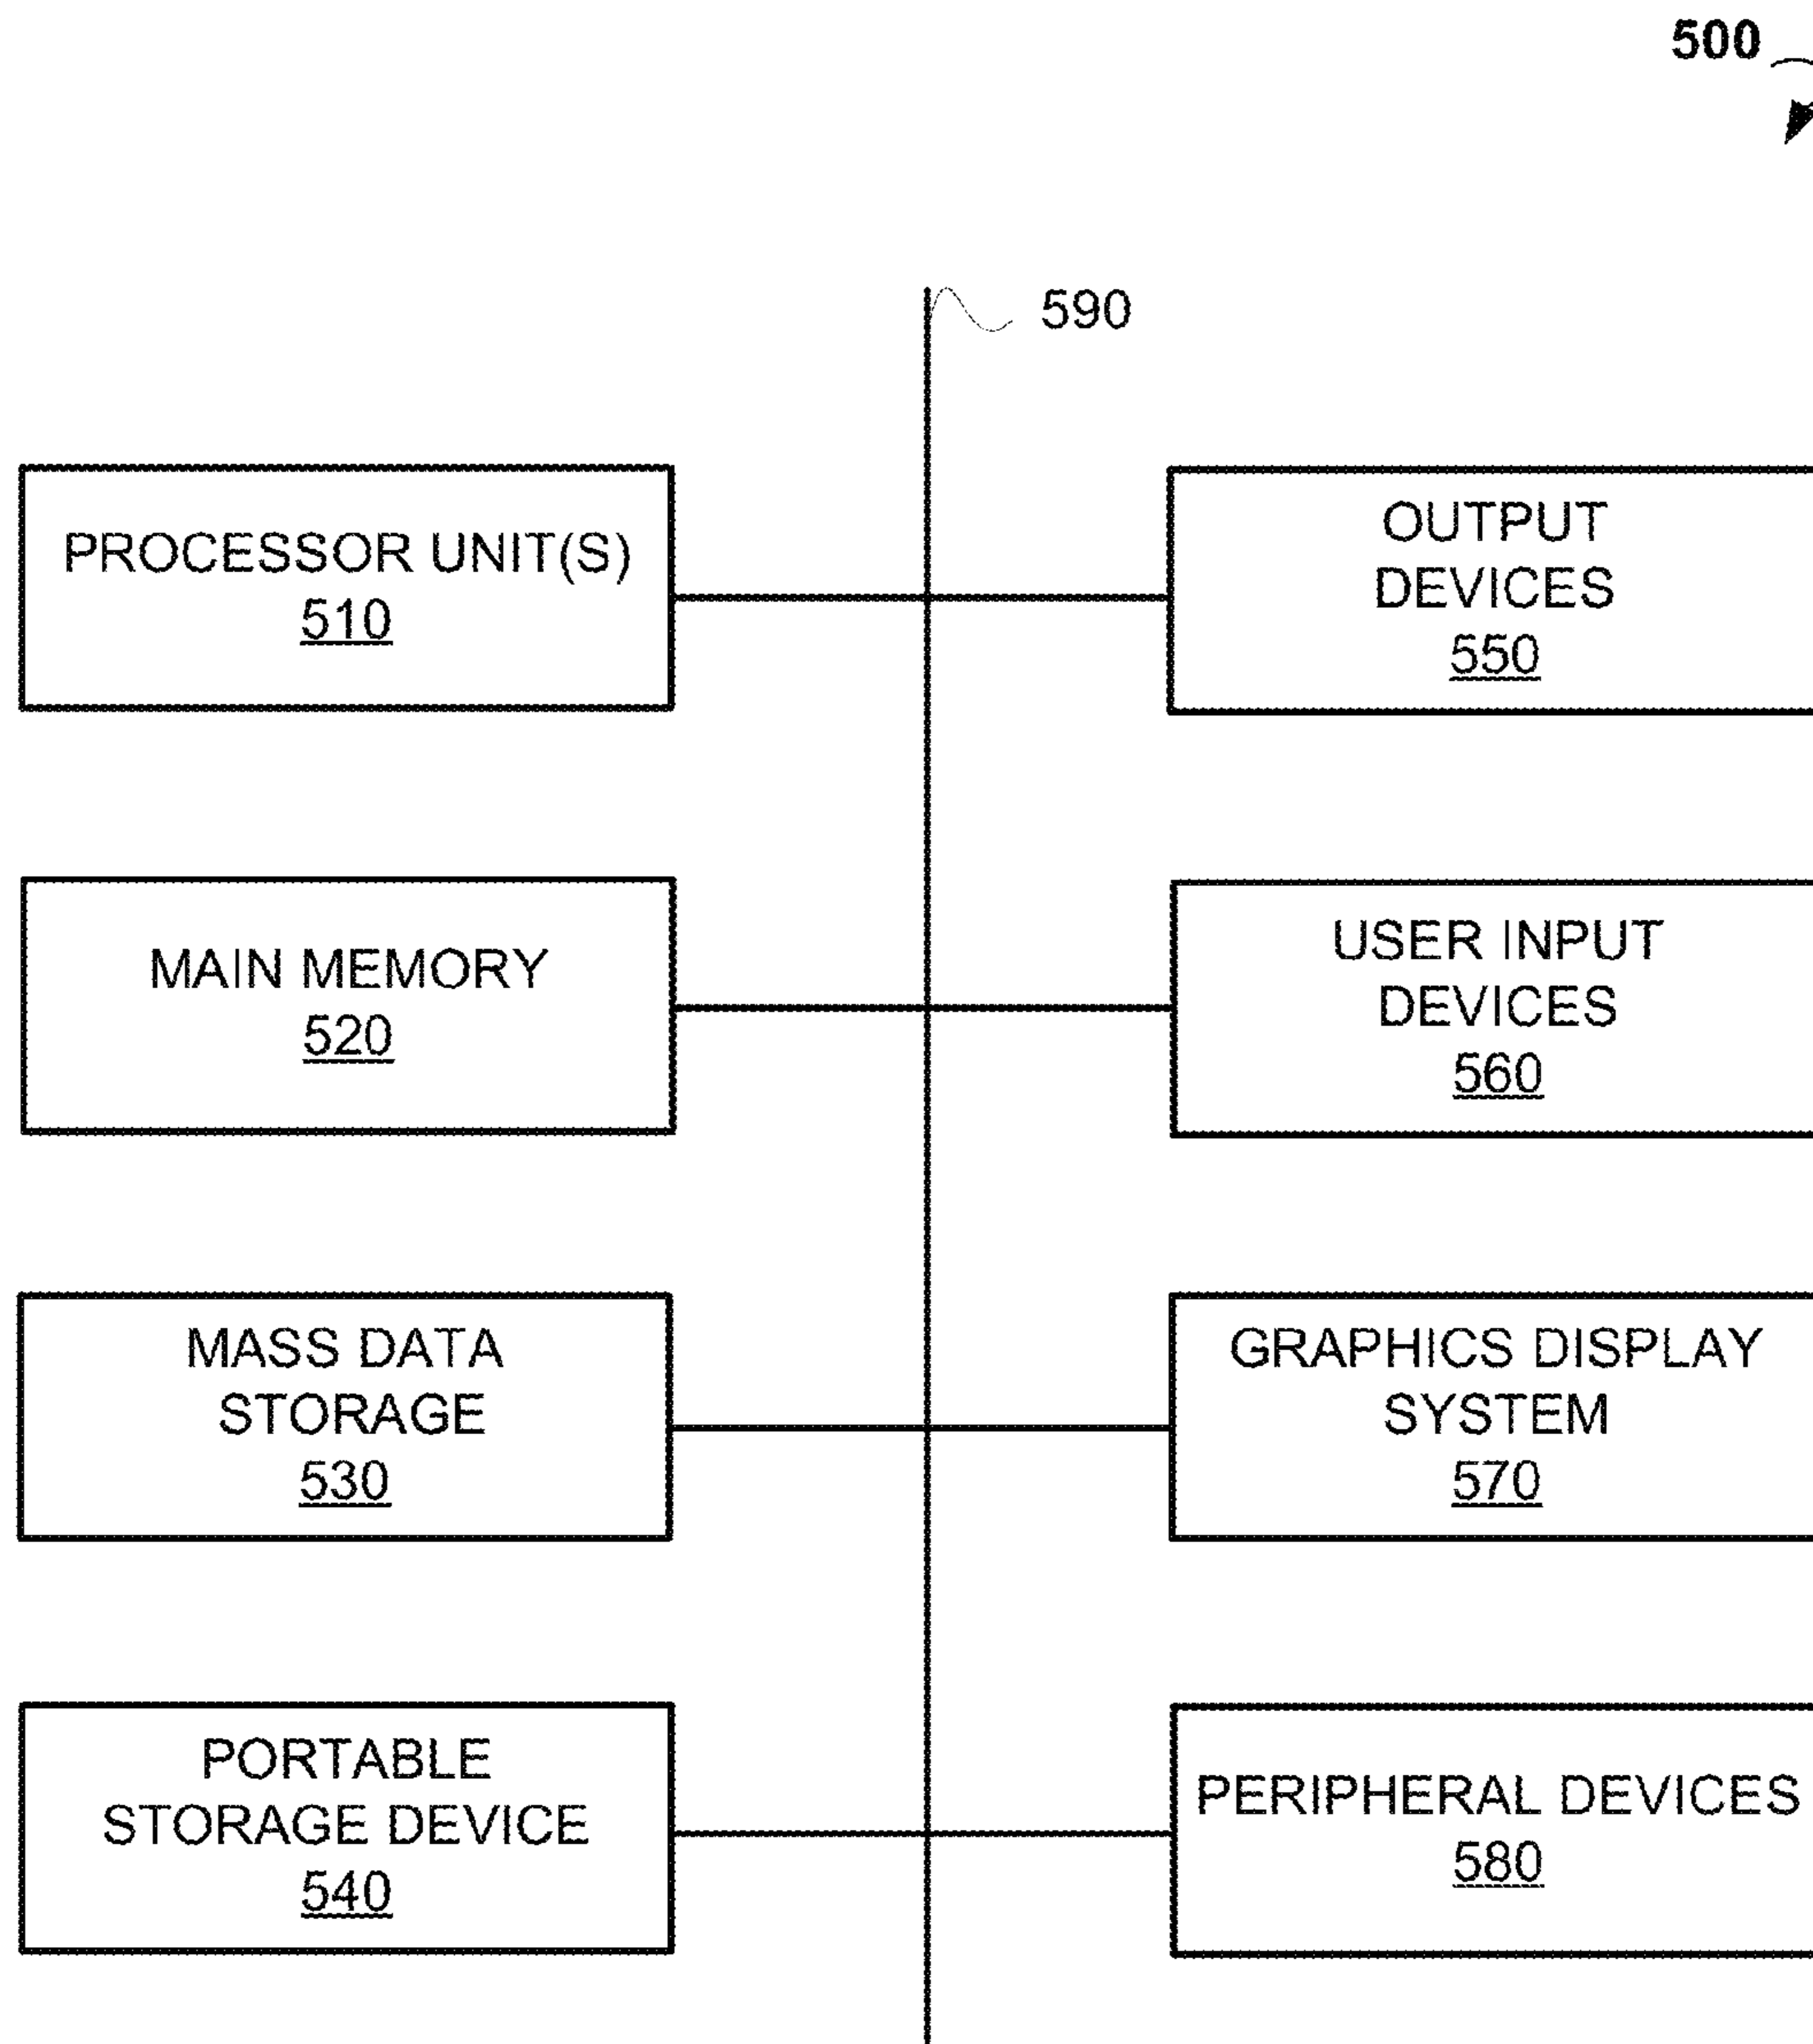 500
590
PROCESSOR UNIT(S)
510
OUTPUT
DEVICES
550
MAIN MEMORY
520
USER INPUT
DEVICES
560
MASS DATA
STORAGE
530
GRAPHICS DISPLAY
SYSTEM
570
PORTABLE
STORAGE DEVICE
540
PERIPHERAL DEVICES
580